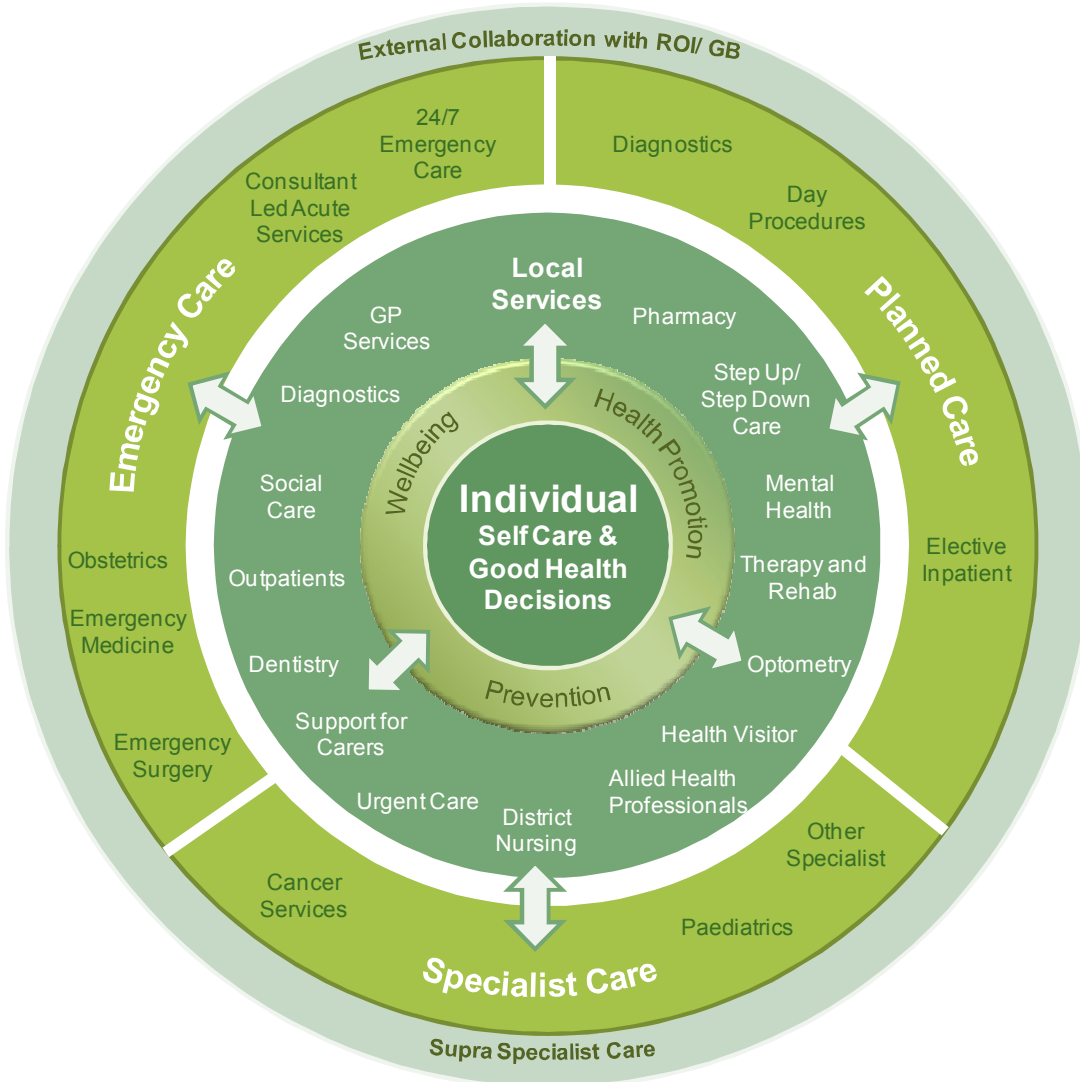 External Collaboration with ROI/ GB
24/7
Emergency
Care
Consultant
Led Acute
Services
Emergency Care
Obstetrics
Emergency
Medicine
Emergency
Surgery
Diagnostics
Day
Procedures
Planned Care
Elective
Inpatient
Local
Services
GP
Services
Diagnostics
Social
Care
Outpatients
Dentistry
Support for
Carers
Urgent Care
District
Nursing
Pharmacy
Step Up/
Step Down
Care
Mental
Health
Therapy and
Rehab
Optometry
Health Visitor
Allied Health
Professionals
Wellbeing
Health Promotion
Prevention
Individual
Self Care &
Good Health
Decisions
Cancer
Services
Other
Specialist
Paediatrics
Specialist Care
Supra Specialist Care